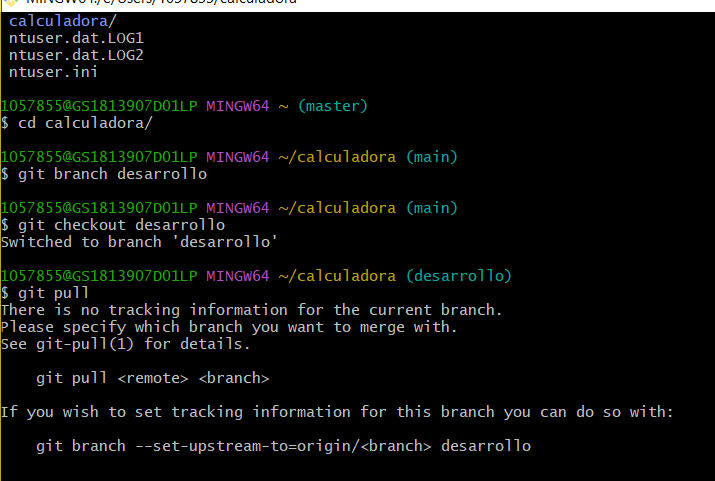 MINGW64:/c/Users/1057855/calculadora
calculadora/
ntuser.dat.LOG1
ntuser.dat.LOG2
ntuser.ini
1057855@GS1813907D01LP MINGW64 ~ (master)
$ cd calculadora/
1057855@GS1813907D01LP MINGW64 ~/calculadora (main)
$ git branch desarrollo
1057855@GS1813907D01LP MINGW64 ~/calculadora (main)
$ git checkout desarrollo
Switched to branch 'desarrollo'
1057855@GS1813907D01LP MINGW64 ~/calculadora (desarrollo)
$ git pull
There is no tracking information for the current branch.
Please specify which branch you want to merge with.
See git-pull(1) for details.
git pull <remote> <branch>
If you wish to set tracking information for this branch you can do so with:
git branch --set-upstream-to=origin/<branch> desarrollo